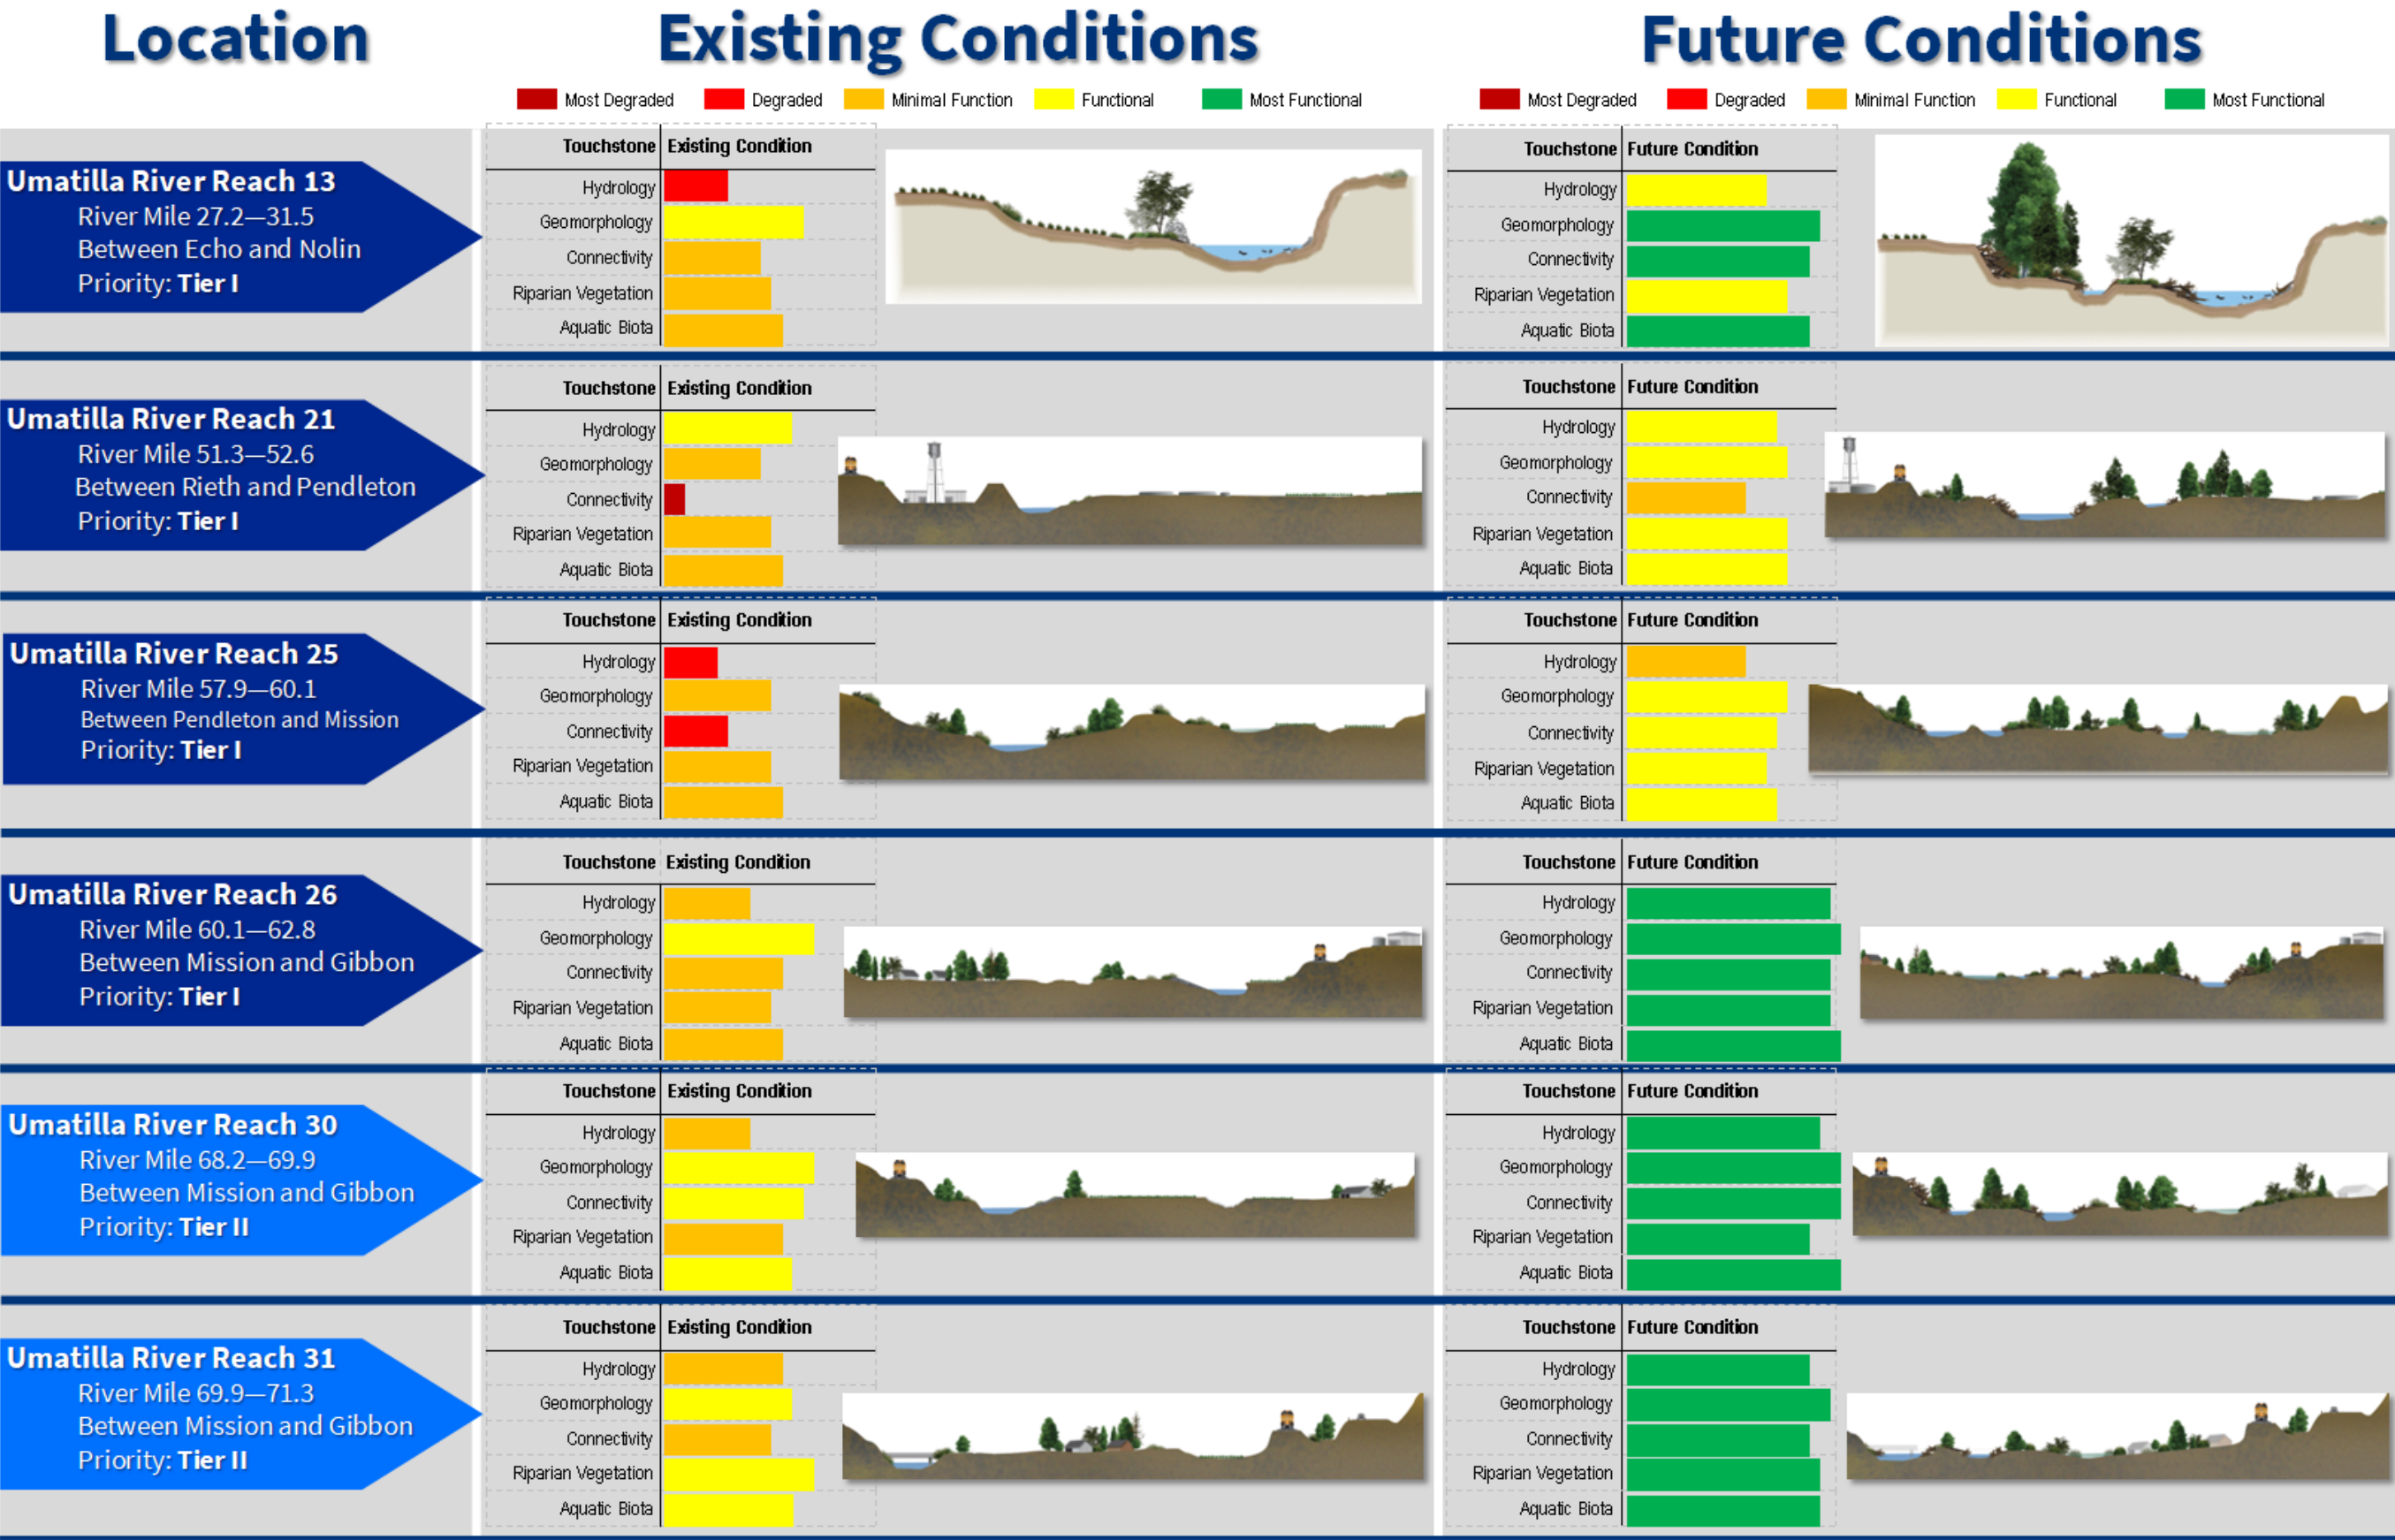 Location
Existing Conditions
Future Conditions
Most Degraded
Degraded
Minimal Function
Functional
Most Functional
Most Degraded
Degraded
Minimal Function
Functional
Most Functional
Umatilla River Reach 13
River Mile 27.2—31.5
Between Echo and Nolin
Priority: Tier I
Touchstone Existing Condition
Hydrology
Geomorphology
Connectivity
Riparian Vegetation
Aquatic Biota
Touchstone Future Condition
Hydrology
Geomorphology
Connectivity
Riparian Vegetation
Aquatic Biota
Umatilla River Reach 21
River Mile 51.3—52.6
Between Rieth and Pendleton
Priority: Tier I
Touchstone Existing Condition
Hydrology
Geomorphology
Connectivity
Riparian Vegetation
Aquatic Biota
Touchstone Future Condition
Hydrology
Geomorphology
Connectivity
Riparian Vegetation
Aquatic Biota
Umatilla River Reach 25
River Mile 57.9—60.1
Between Pendleton and Mission
Priority: Tier I
Touchstone Existing Condition
Hydrology
Geomorphology
Connectivity
Riparian Vegetation
Aquatic Biota
Touchstone Future Condition
Hydrology
Geomorphology
Connectivity
Riparian Vegetation
Aquatic Biota
Umatilla River Reach 26
River Mile 60.1—62.8
Between Mission and Gibbon
Priority: Tier I
Touchstone Existing Condition
Hydrology
Geomorphology
Connectivity
Riparian Vegetation
Aquatic Biota
Touchstone Future Condition
Hydrology
Geomorphology
Connectivity
Riparian Vegetation
Aquatic Biota
Umatilla River Reach 30
River Mile 68.2—69.9
Between Mission and Gibbon
Priority: Tier II
Touchstone Existing Condition
Hydrology
Geomorphology
Connectivity
Riparian Vegetation
Aquatic Biota
Touchstone Future Condition
Hydrology
Geomorphology
Connectivity
Riparian Vegetation
Aquatic Biota
Umatilla River Reach 31
River Mile 69.9—71.3
Between Mission and Gibbon
Priority: Tier II
Touchstone Existing Condition
Hydrology
Geomorphology
Connectivity
Riparian Vegetation
Aquatic Biota
Touchstone Future Condition
Hydrology
Geomorphology
Connectivity
Riparian Vegetation
Aquatic Biota